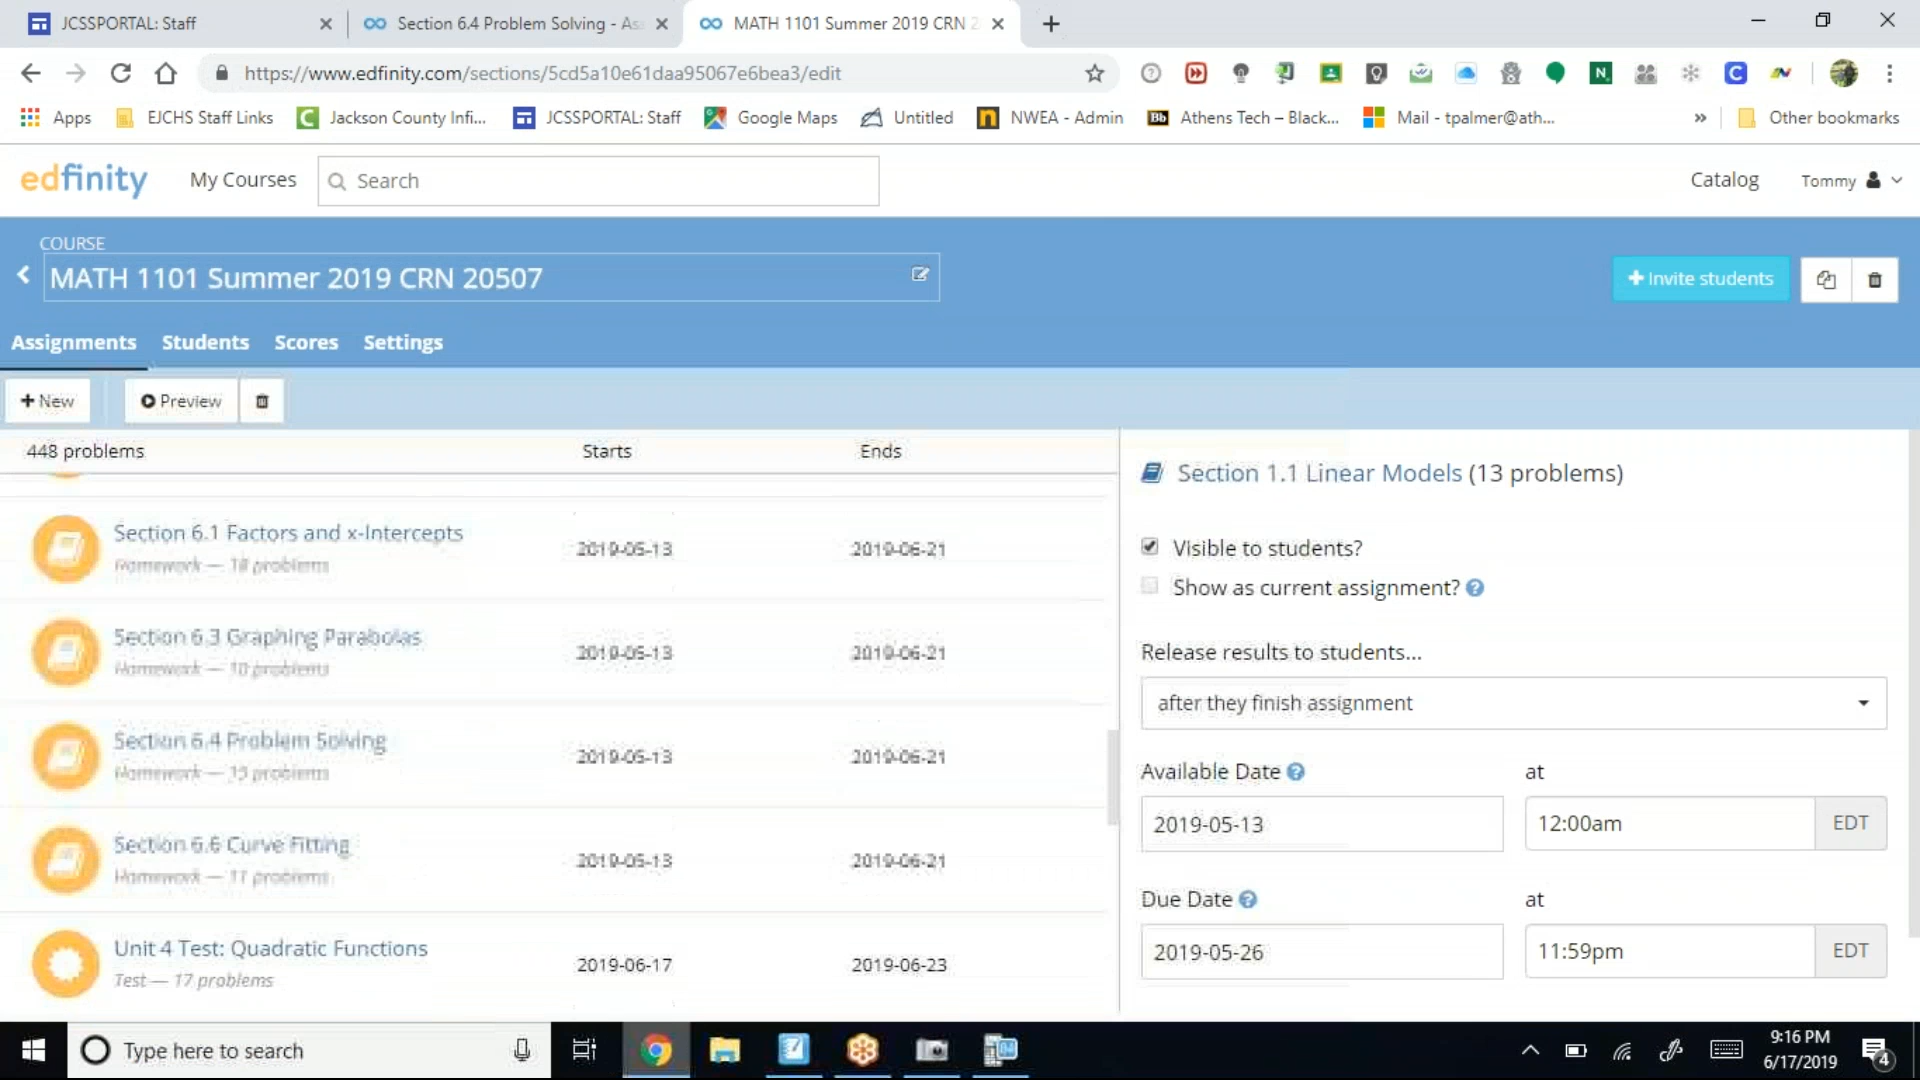 JCSSPORTAL: Staff
Section 6.4 Problem Solving - As
MATH 1101 Summer 2019 CRN 2
https://www.edfinity.com/sections/5cd5a10e61daa95067e6bea3/edit
Apps
EJCHS Staff Links
Jackson County Infi...
JCSSPORTAL: Staff
Google Maps
Untitled
NWEA - Admin
Bb
Athens Tech – Black...
Mail - tpalmer@ath...
»
Other bookmarks
edfinity
My Courses
Search
Catalog
Tommy
COURSE
MATH 1101 Summer 2019 CRN 20507
Invite students
Assignments
Students
Scores
Settings
New
Preview
448 problems
Starts
Ends
Section 6.1 Factors and x-Intercepts
2019-05-13
2019-06-21
Homework — 18 problems
Section 6.3 Graphing Parabolas
2019-05-13
2019-06-21
Homework — 10 problems
Section 6.4 Problem Solving
2019-05-13
2019-06-21
Homework — problems
Section 6.6 Curve Fitting
2019-05-13
2019-06-21
Homework — 11 problems
Unit 4 Test: Quadratic Functions
2019-06-17
2019-06-23
Test — 17 problems
Section 1.1 Linear Models (13 problems)
Visible to students?
Show as current assignment?
Release results to students...
after they finish assignment
Available Date
at
2019-05-13
12:00am
EDT
Due Date
at
2019-05-26
11:59pm
EDT
Type here to search
9:16 PM
6/17/2019
4